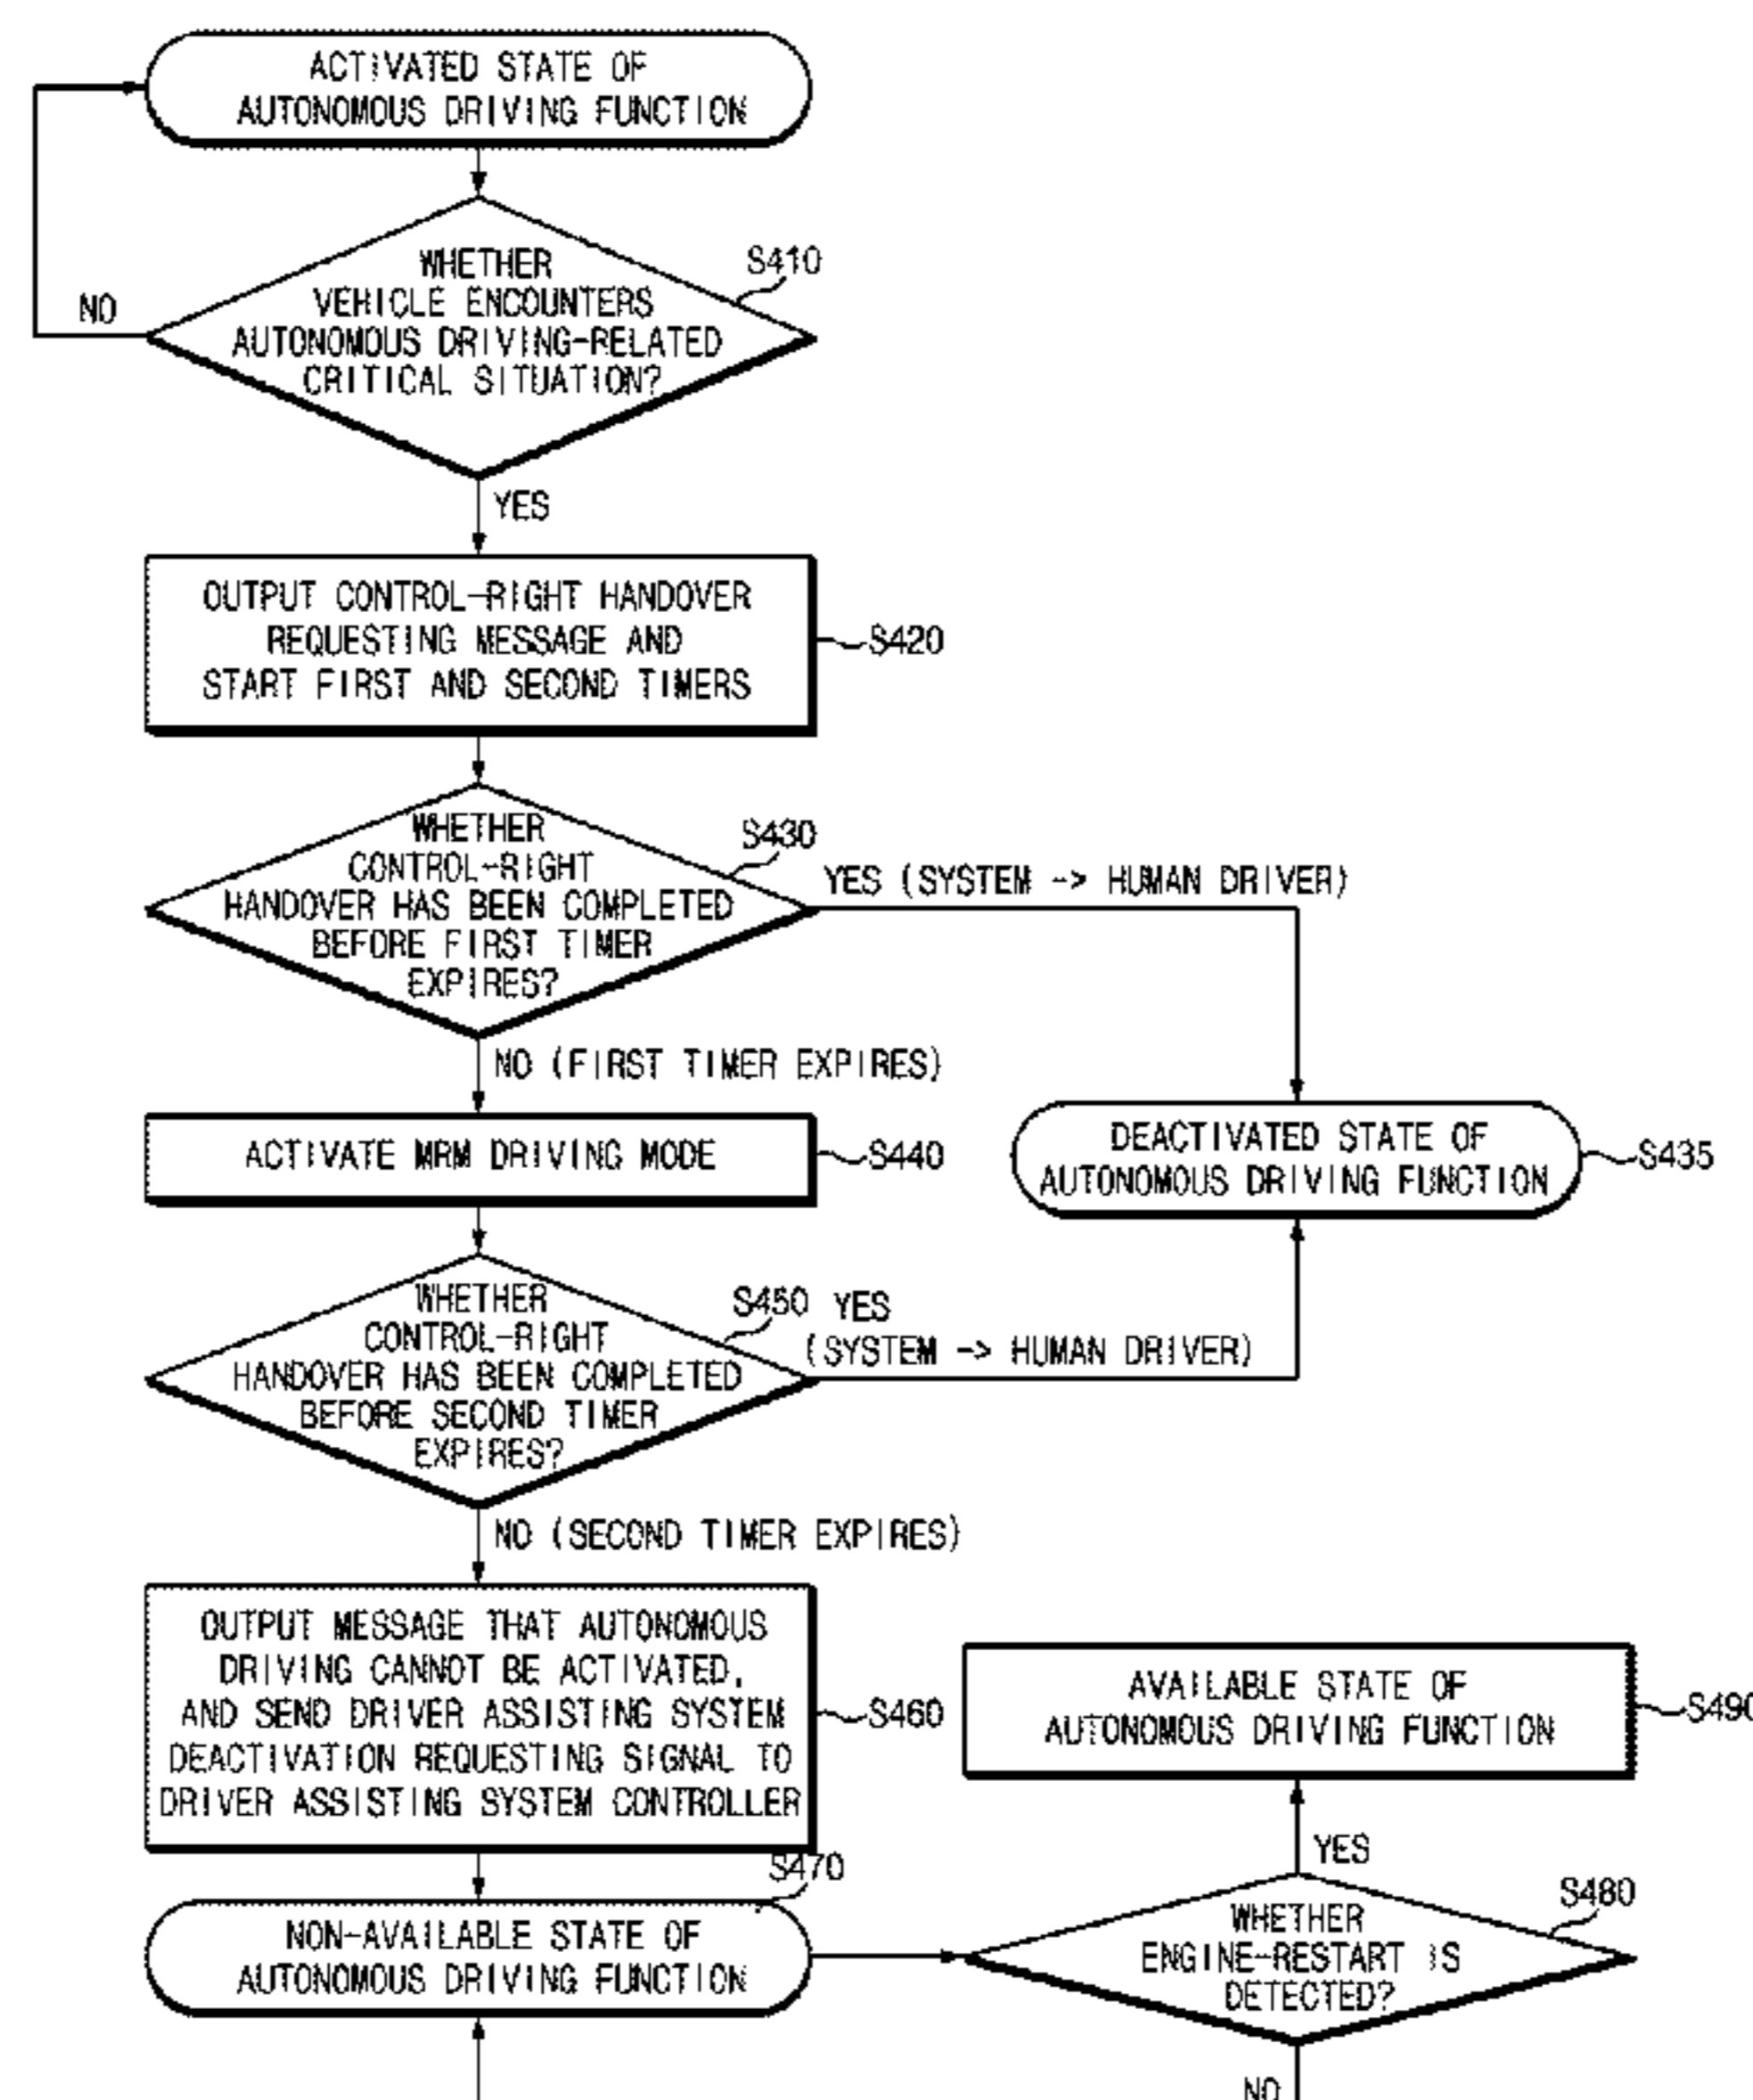 ACTIVATED STATE OF
AUTONOMOUS DRIVING FUNCTION
WHETHER
VEHICLE ENCOUNTERS
AUTONOMOUS DRIVING-RELATED
CRITICAL SITUATION?
S410
NO
YES
OUTPUT CONTROL-RIGHT HANDOVER
REQUESTING MESSAGE AND
START FIRST AND SECOND TIMERS
S420
WHETHER
CONTROL-RIGHT
HANDOVER HAS BEEN COMPLETED
BEFORE FIRST TIMER
EXPIRES?
S430
YES (SYSTEM -> HUMAN DRIVER)
NO (FIRST TIMER EXPIRES)
ACTIVATE MRM DRIVING MODE
S440
DEACTIVATED STATE OF
AUTONOMOUS DRIVING FUNCTION
S435
WHETHER
CONTROL-RIGHT
HANDOVER HAS BEEN COMPLETED
BEFORE SECOND TIMER
EXPIRES?
S450
YES
(SYSTEM -> HUMAN DRIVER)
NO (SECOND TIMER EXPIRES)
OUTPUT MESSAGE THAT AUTONOMOUS
DRIVING CANNOT BE ACTIVATED,
AND SEND DRIVER ASSISTING SYSTEM
DEACTIVATION REQUESTING SIGNAL TO
DRIVER ASSISTING SYSTEM CONTROLLER
S460
AVAILABLE STATE OF
AUTONOMOUS DRIVING FUNCTION
S490
YES
S470
NON-AVAILABLE STATE OF
AUTONOMOUS DRIVING FUNCTION
WHETHER
ENGINE-RESTART IS
DETECTED?
S480
NO